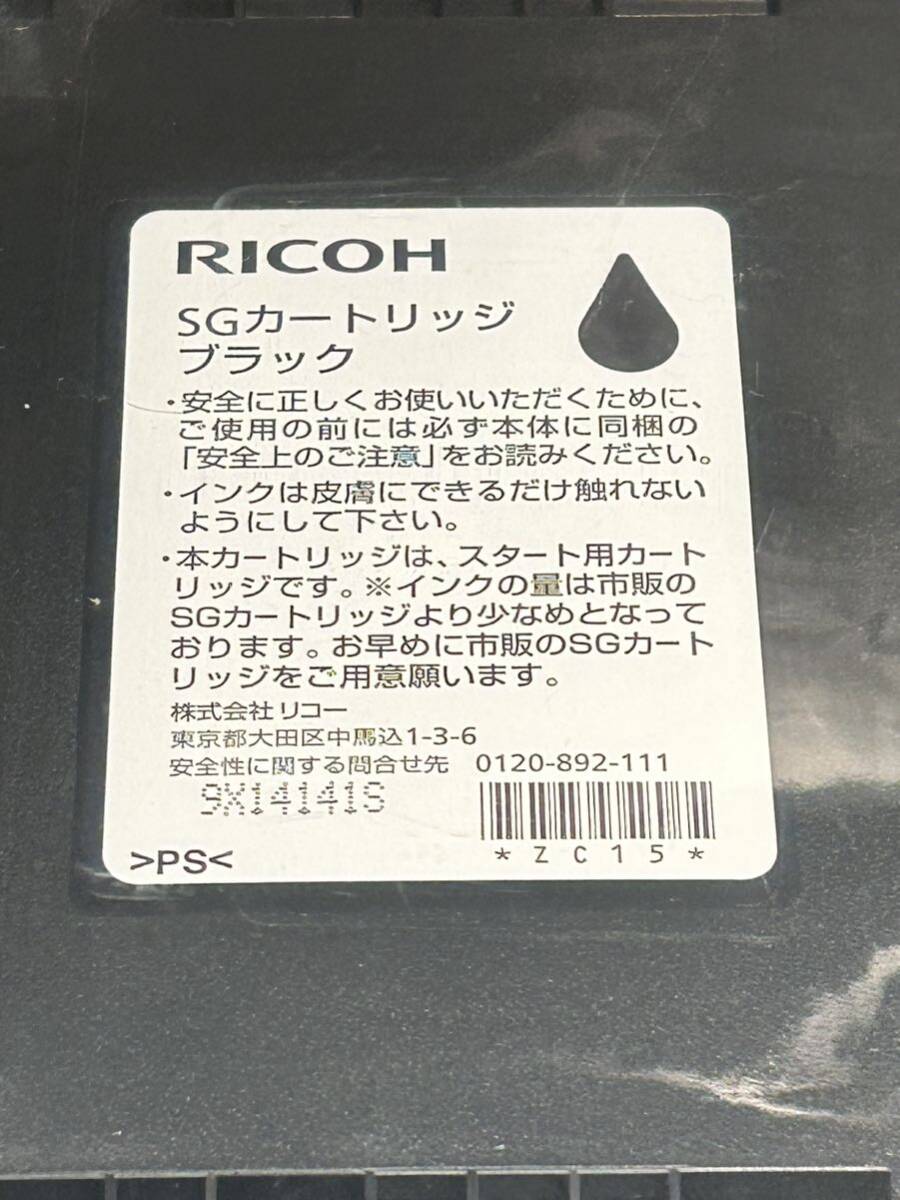 RICOH
SGカートリッジ
ブラック
・安全に正しくお使いいただくために、
ご使用の前には必ず本体に同梱の
「安全上のご注意」をお読みください。
・インクは皮膚にできるだけ触れない
ようにして下さい。
・本カートリッジは、スタート用カート
リッジです。※インクの量は市販の
SGカートリッジより少なめとなって
おります。お早めに市販のSGカート
リッジをご用意願います。
株式会社リコー
東京都大田区中馬込1-3-6
安全性に関する問合せ先 0120-892-111
9X14141S
>PS<
*ZC15*